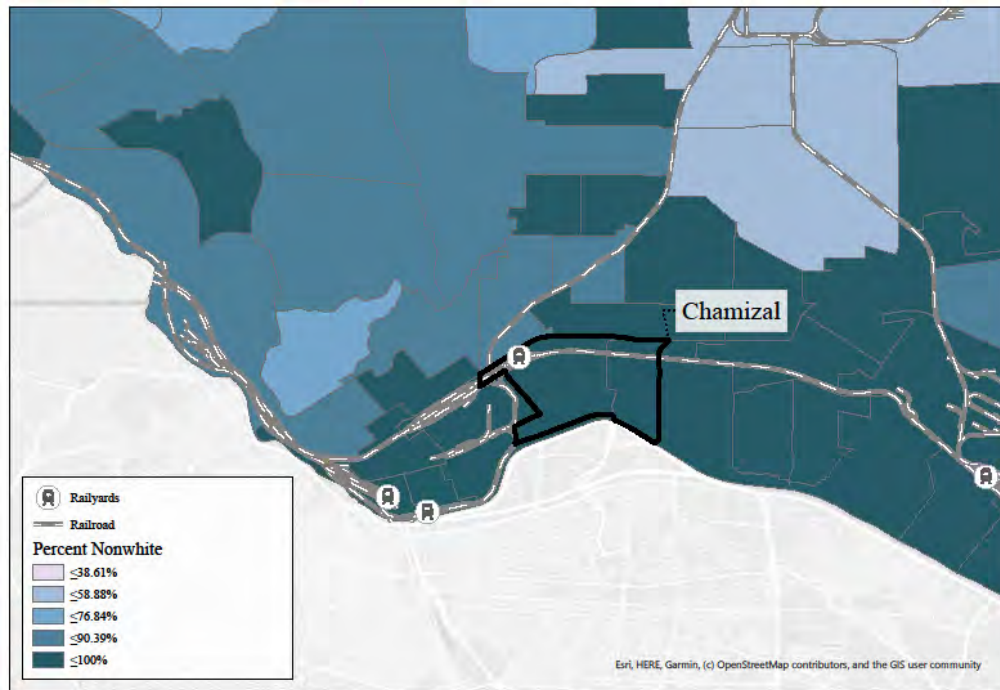 Chamizal
Railyards
Railroad
Percent Nonwhite
≤38.61%
≤58.88%
≤76.84%
≤90.39%
≤100%
Esri, HERE, Garmin, (c) OpenStreetMap contributors, and the GIS user community